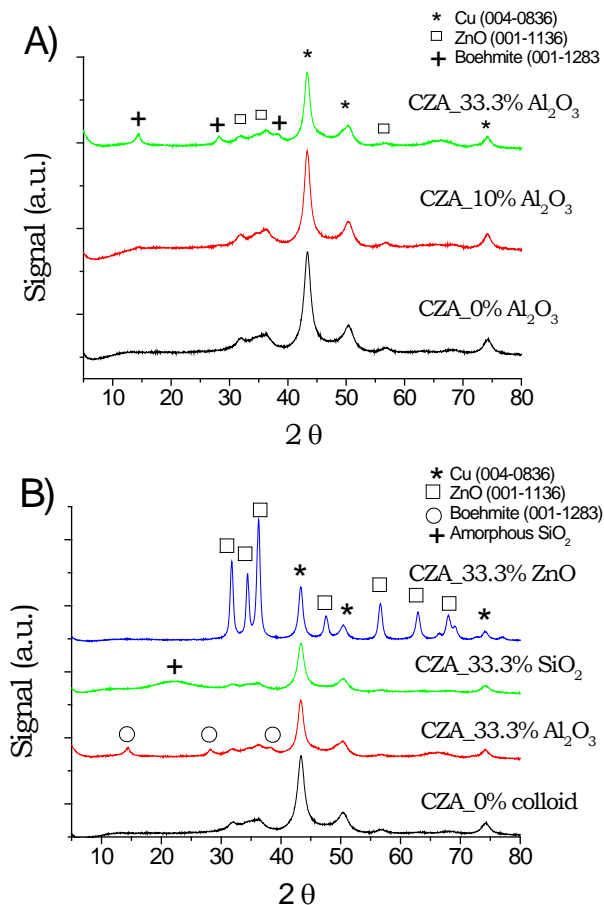 A)
* Cu (004-0836)
□ ZnO (001-1136)
+ Boehmite (001-1283
CZA_33.3% Al₂O₃
CZA_10% Al₂O₃
CZA_0% Al₂O₃
Signal (a.u.)
10 20 30 40 50 60 70 80
2 θ
B)
* Cu (004-0836)
□ ZnO (001-1136)
○ Boehmite (001-1283)
+ Amorphous SiO₂
CZA_33.3% ZnO
CZA_33.3% SiO₂
CZA_33.3% Al₂O₃
CZA_0% colloid
Signal (a.u.)
10 20 30 40 50 60 70 80
2 θ